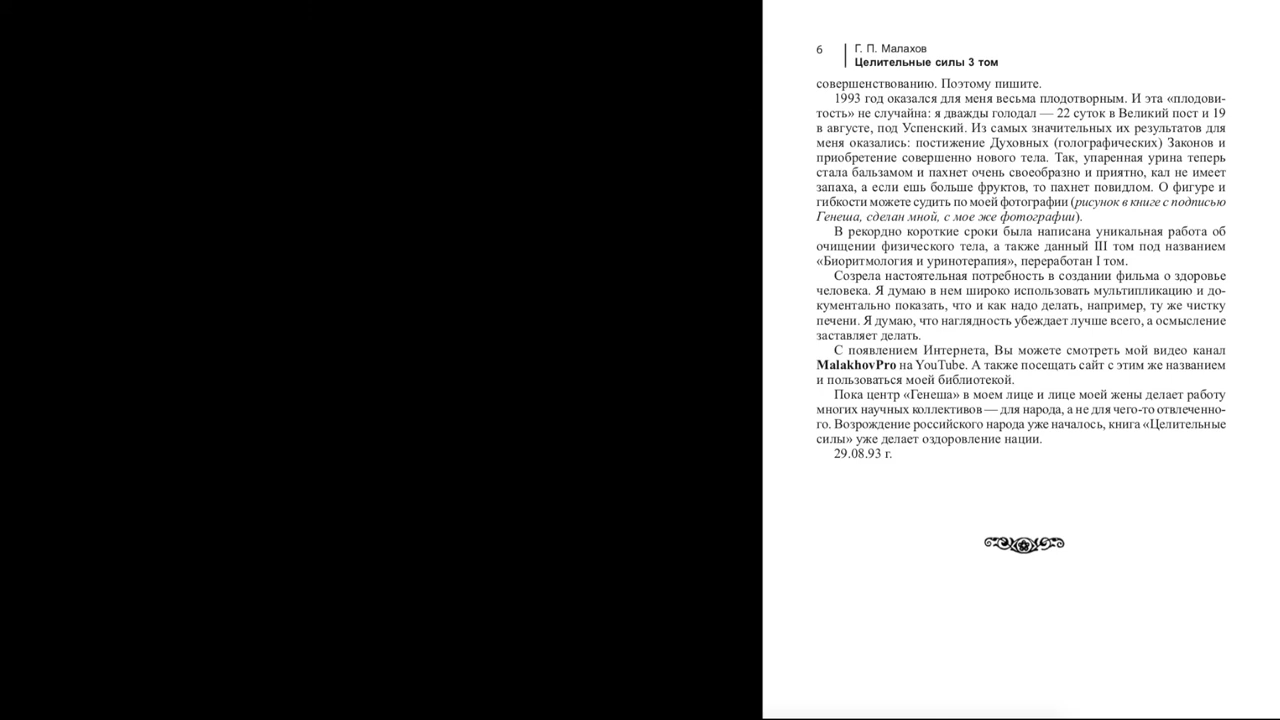 6
Г. П. Малахов
Целительные силы 3 том
совершенствованию. Поэтому пишите.
1993 год оказался для меня весьма плодотворным. И эта «плодови-
тость» не случайна: я дважды голодал — 22 суток в Великий пост и 19
в августе, под Успенский. Из самых значительных их результатов для
меня оказались: постижение Духовных (голографических) Законов и
приобретение совершенно нового тела. Так, упаренная урина теперь
стала бальзамом и пахнет очень своеобразно и приятно, кал не имеет
запаха, а если ешь больше фруктов, то пахнет повидлом. О фигуре и
гибкости можете судить по моей фотографии (рисунок в книге с подписью
Генеша, сделан мной, с мое же фотографии).
В рекордно короткие сроки была написана уникальная работа об
очищении физического тела, а также данный III том под названием
«Биоритмология и уринотерапия», переработан I том.
Созрела настоятельная потребность в создании фильма о здоровье
человека. Я думаю в нем широко использовать мультипликацию и до-
кументально показать, что и как надо делать, например, ту же чистку
печени. Я думаю, что наглядность убеждает лучше всего, а осмысление
заставляет делать.
С появлением Интернета, Вы можете смотреть мой видео канал
MalakhovPro на YouTube. А также посещать сайт с этим же названием
и пользоваться моей библиотекой.
Пока центр «Генеша» в моем лице и лице моей жены делает работу
многих научных коллективов — для народа, а не для чего-то отвлеченно-
го. Возрождение российского народа уже началось, книга «Целительные
силы» уже делает оздоровление нации.
29.08.93 г.